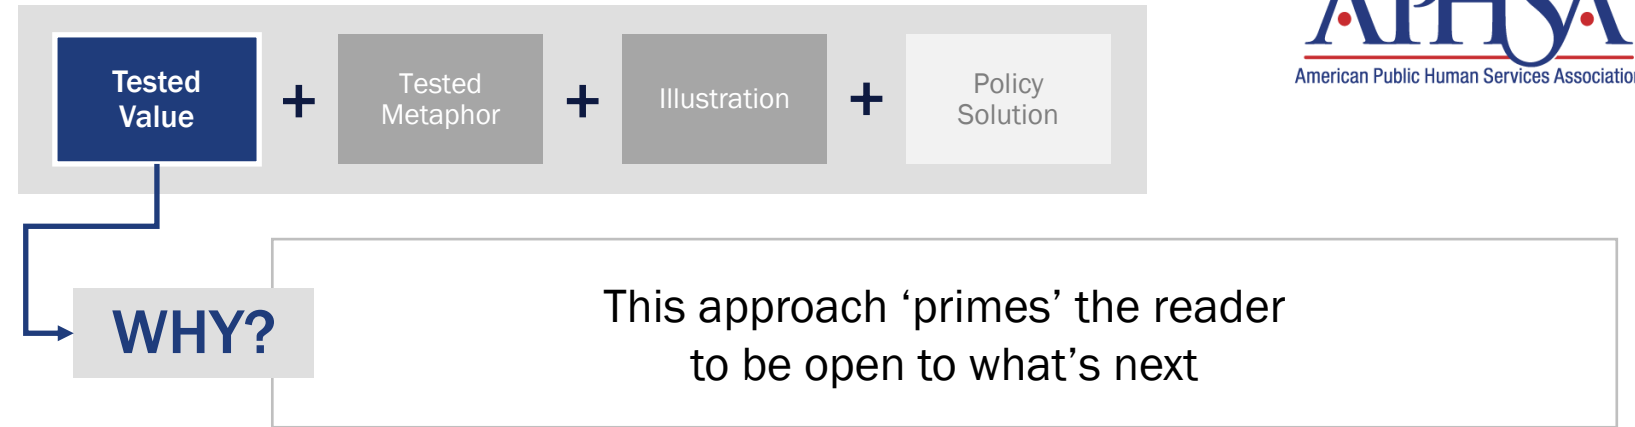 Tested
Value
+
Tested
Metaphor
+
Illustration
+
Policy
Solution
APHSA
American Public Human Services Association
WHY?
This approach ‘primes’ the reader
to be open to what’s next